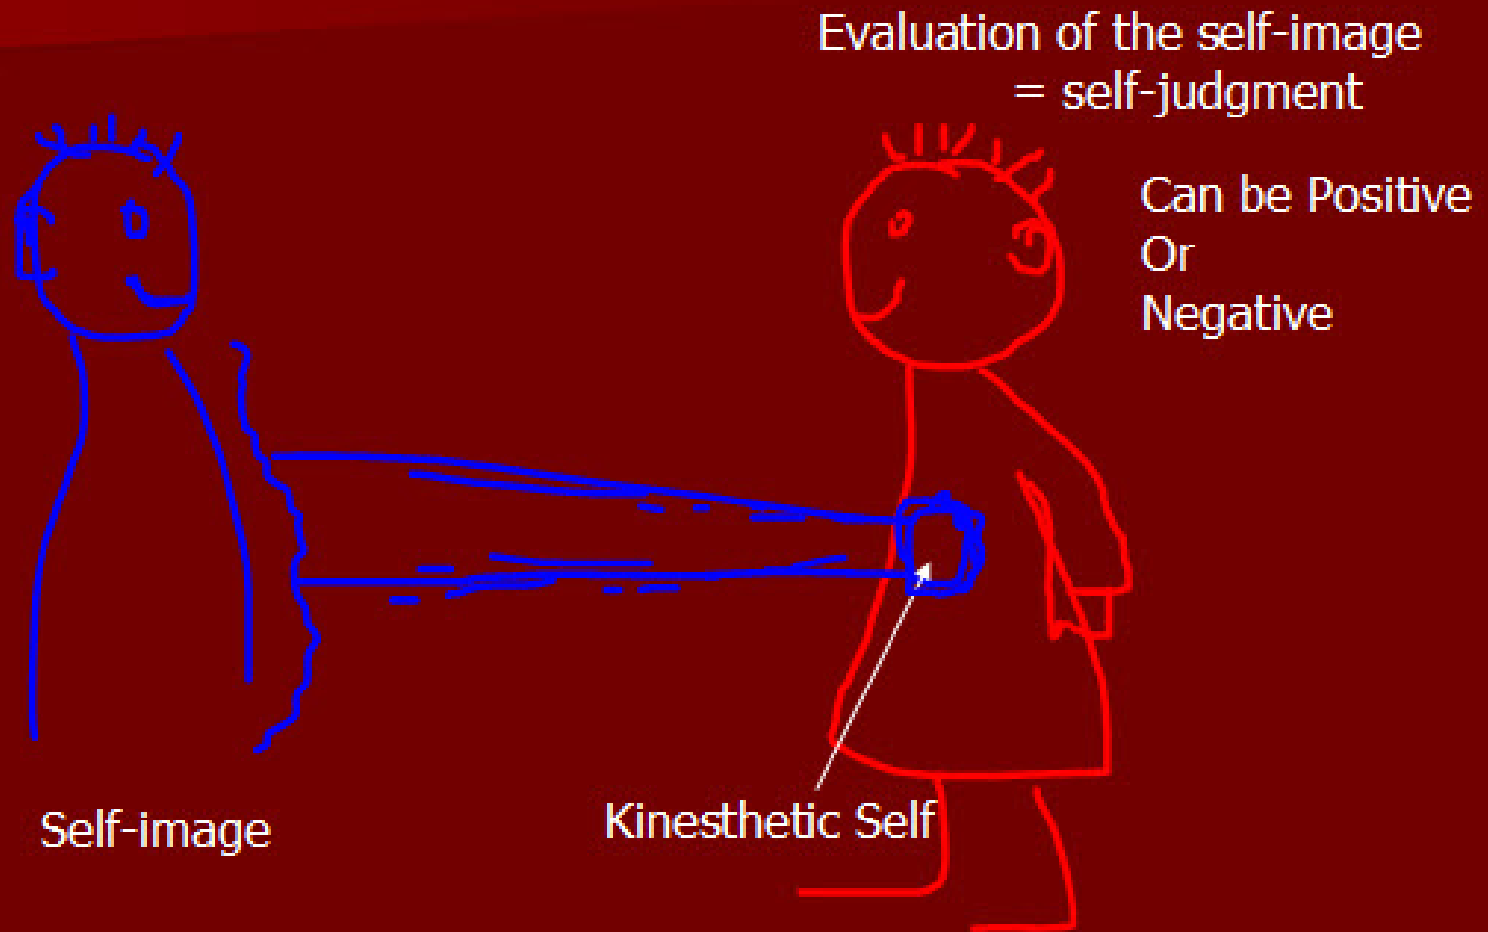 Evaluation of the self-image
= self-judgment
Can be Positive
Or
Negative
Self-image
Kinesthetic Self